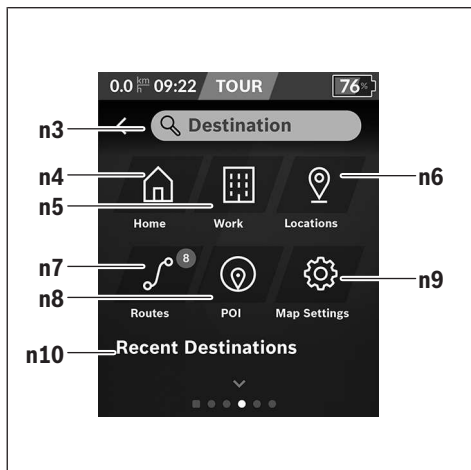 0.0 km/h 09:22 TOUR 76%
n3 Destination
n4
n5
n6
Home Work Locations
n7 8
n8
n9
Routes POI Map Settings
n10 Recent Destinations